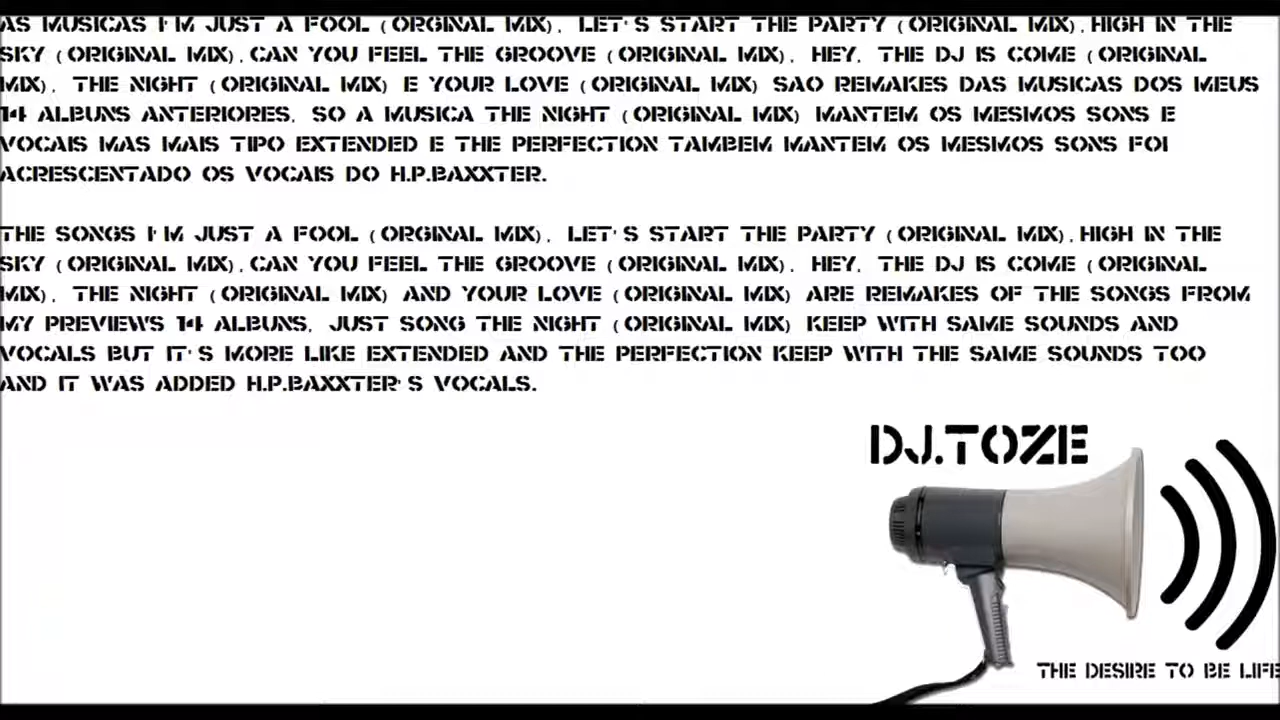 AS MUSICAS I'M JUST A FOOL (ORGINAL MIX), LET'S START THE PARTY (ORIGINAL MIX),HIGH IN THE
SKY (ORIGINAL MIX),CAN YOU FEEL THE GROOVE (ORIGINAL MIX), HEY, THE DJ IS COME (ORIGINAL
MIX), THE NIGHT (ORIGINAL MIX) E YOUR LOVE (ORIGINAL MIX) SAO REMAKES DAS MUSICAS DOS MEUS
14 ALBUNS ANTERIORES, SO A MUSICA THE NIGHT (ORIGINAL MIX) MANTEM OS MESMOS SONS E
VOCAIS MAS MAIS TIPO EXTENDED E THE PERFECTION TAMBEM MANTEM OS MESMOS SONS FOI
ACRESCENTADO OS VOCAIS DO H.P.BAXXTER.
THE SONGS I'M JUST A FOOL (ORGINAL MIX), LET'S START THE PARTY (ORIGINAL MIX),HIGH IN THE
SKY (ORIGINAL MIX),CAN YOU FEEL THE GROOVE (ORIGINAL MIX), HEY, THE DJ IS COME (ORIGINAL
MIX), THE NIGHT (ORIGINAL MIX) AND YOUR LOVE (ORIGINAL MIX) ARE REMAKES OF THE SONGS FROM
MY PREVIEWS 14 ALBUNS, JUST SONG THE NIGHT (ORIGINAL MIX) KEEP WITH SAME SOUNDS AND
VOCALS BUT IT'S MORE LIKE EXTENDED AND THE PERFECTION KEEP WITH THE SAME SOUNDS TOO
AND IT WAS ADDED H.P.BAXXTER'S VOCALS.
DJ.TOZE
THE DESIRE TO BE LIFE